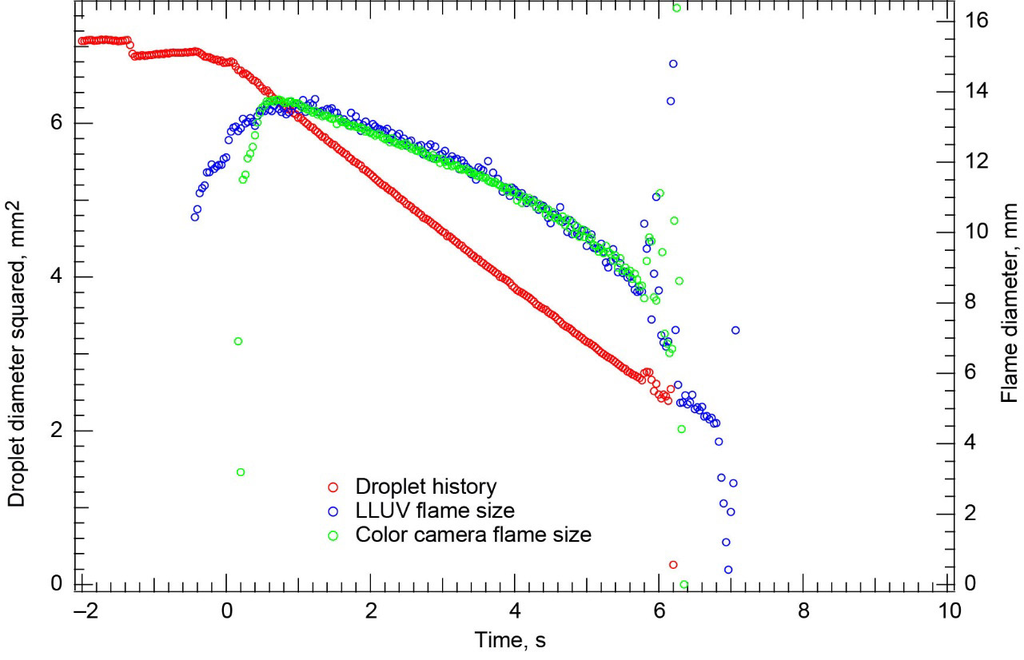 16
14
12
10
8
6
4
2
0
6
4
2
0
Droplet diameter squared, mm2
Flame diameter, mm
Droplet history
LLUV flame size
Color camera flame size
–2 0 2 4 6 8 10
Time, s